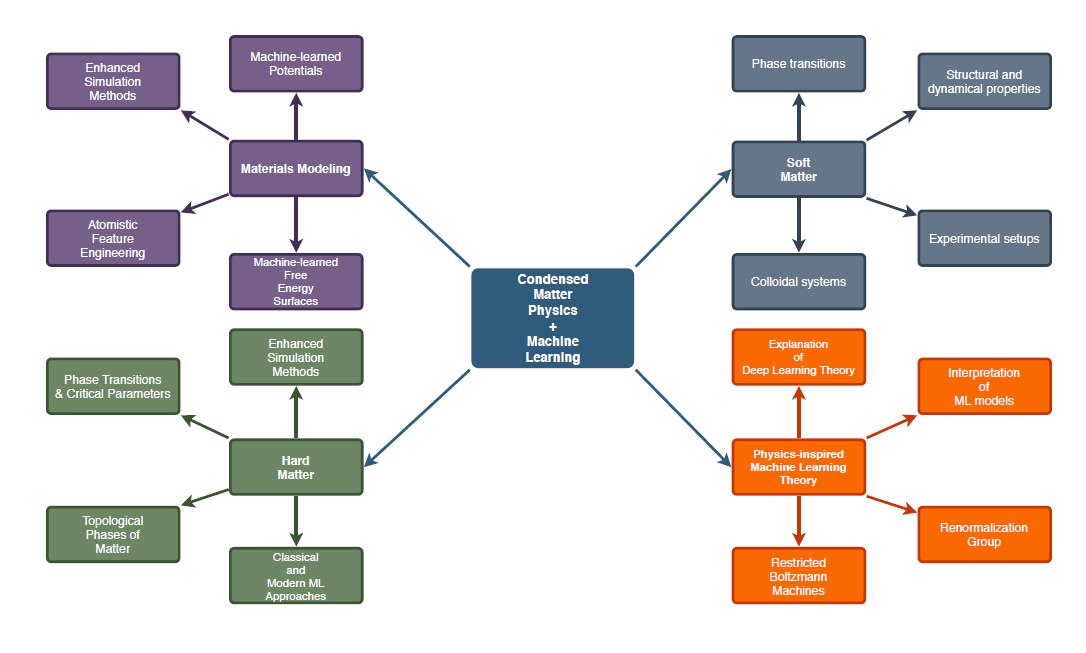 Enhanced
Simulation
Methods
Machine-learned
Potentials
Materials Modeling
Atomistic
Feature
Engineering
Machine-learned
Free
Energy
Surfaces
Phase transitions
Structural and
dynamical properties
Soft
Matter
Experimental setups
Colloidal systems
Condensed
Matter
Physics
+
Machine
Learning
Enhanced
Simulation
Methods
Phase Transitions
& Critical Parameters
Hard
Matter
Topological
Phases of
Matter
Classical
and
Modern ML
Approaches
Explanation
of
Deep Learning Theory
Interpretation
of
ML models
Physics-inspired
Machine Learning
Theory
Renormalization
Group
Restricted
Boltzmann
Machines